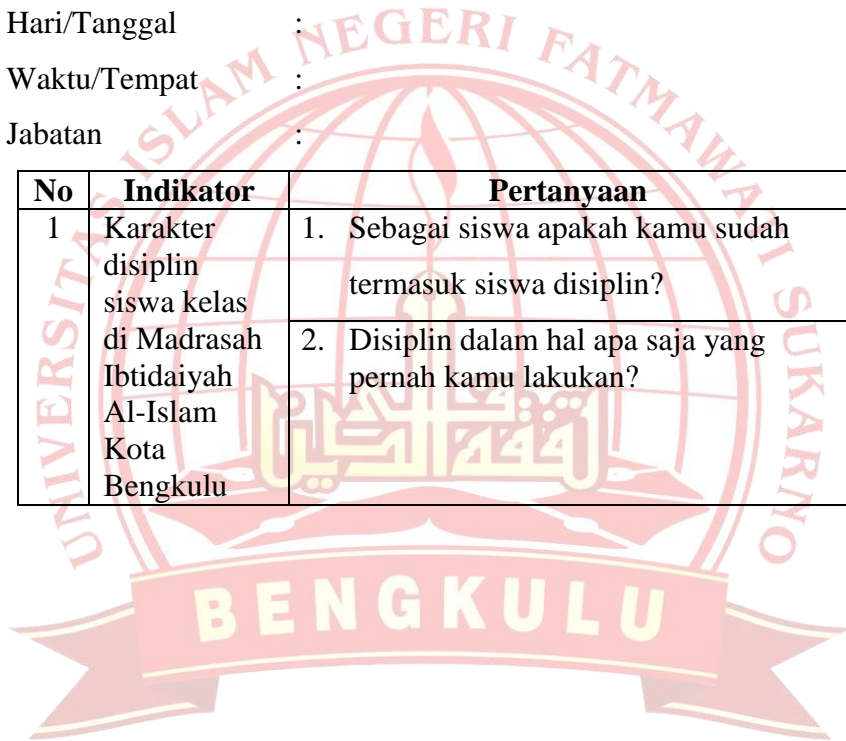 Hari/Tanggal :
Waktu/Tempat :
Jabatan :
No Indikator Pertanyaan
1 Karakter disiplin siswa kelas di Madrasah Ibtidaiyah Al-Islam Kota Bengkulu
1. Sebagai siswa apakah kamu sudah
termasuk siswa disiplin?
2. Disiplin dalam hal apa saja yang
pernah kamu lakukan?
UNIVERSITAS ISLAM NEGERI FATMAWATI SUKARNO
BENGKULU